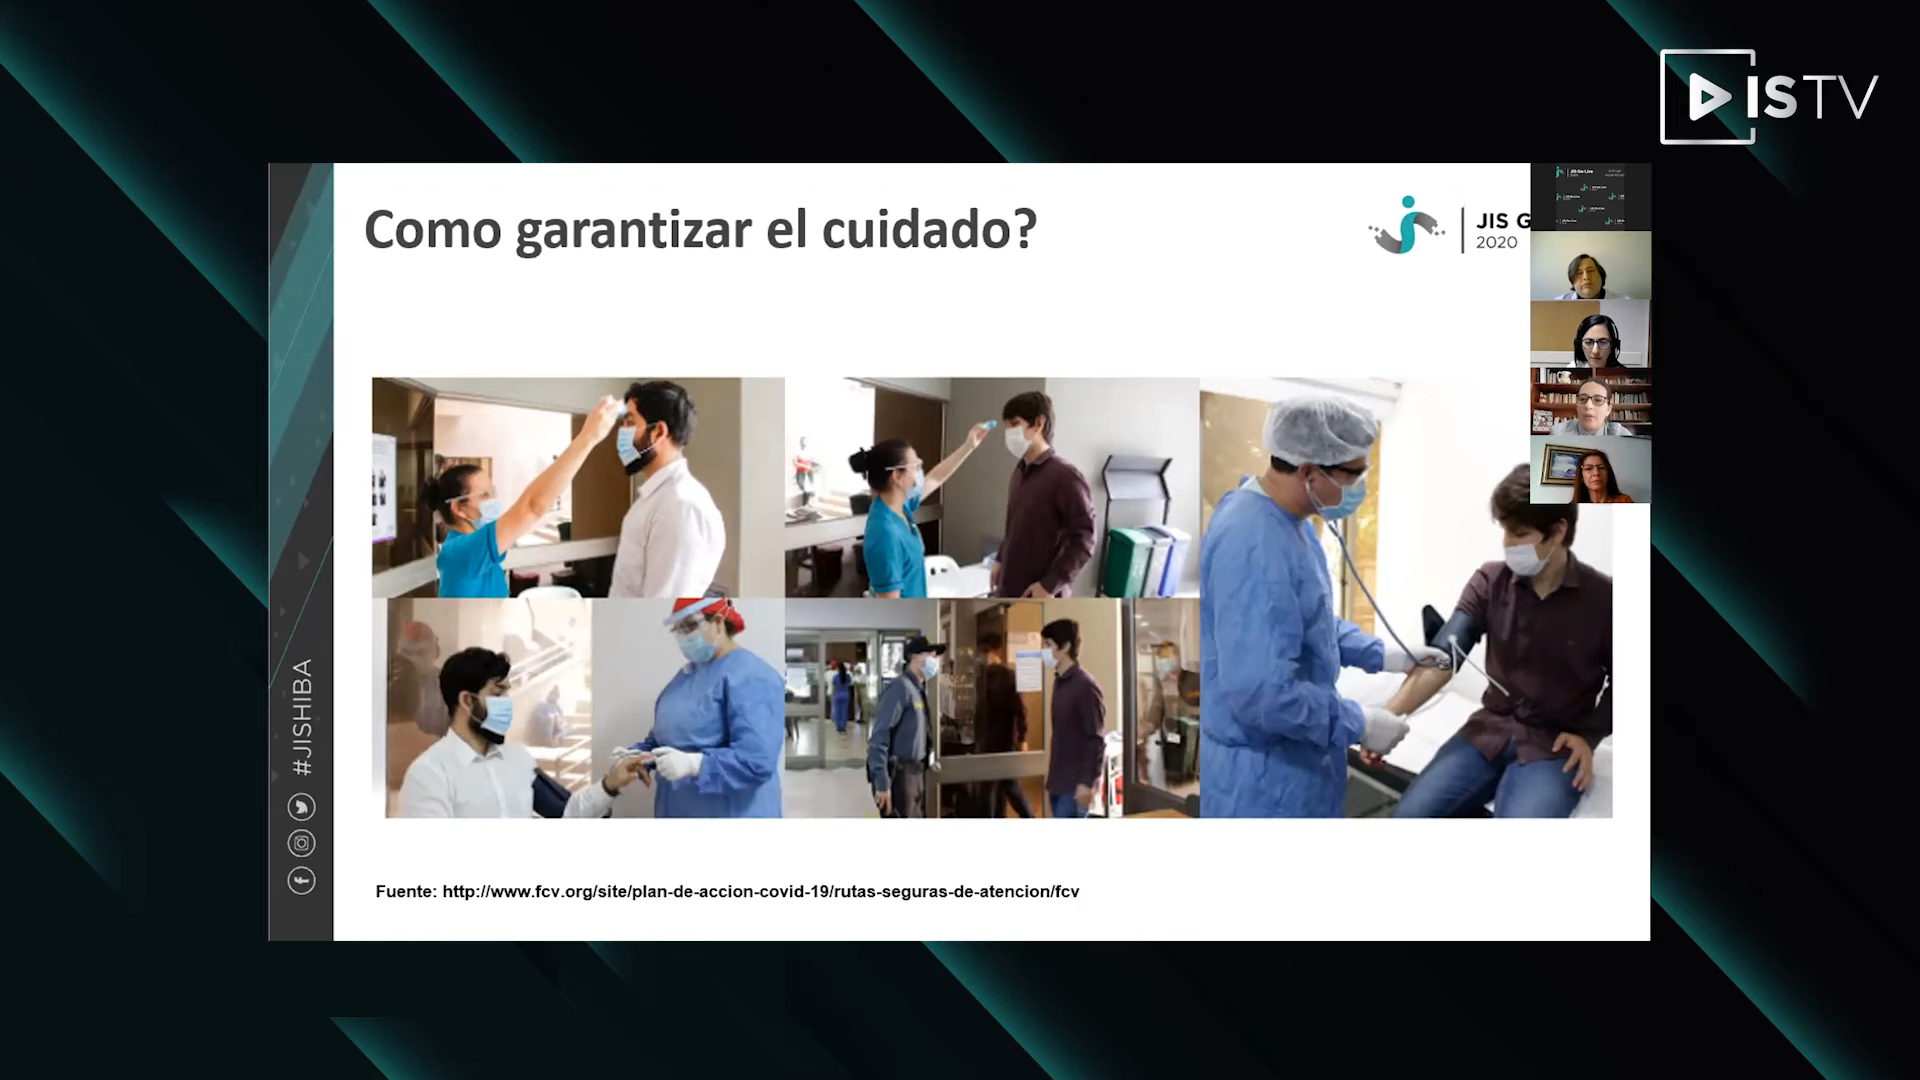 ISTV
Como garantizar el cuidado?
JIS G
2020
#JISHIBA
Fuente: http://www.fcv.org/site/plan-de-accion-covid-19/rutas-seguras-de-atencion/fcv